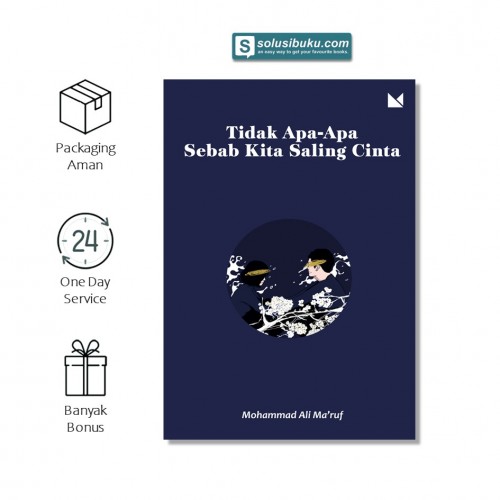 solusibuku.com
an easy way to get your favourite books.
Packaging
Aman
24
One Day
Service
Banyak
Bonus
Tidak Apa-Apa
Sebab Kita Saling Cinta
Mohammad Ali Ma'ruf